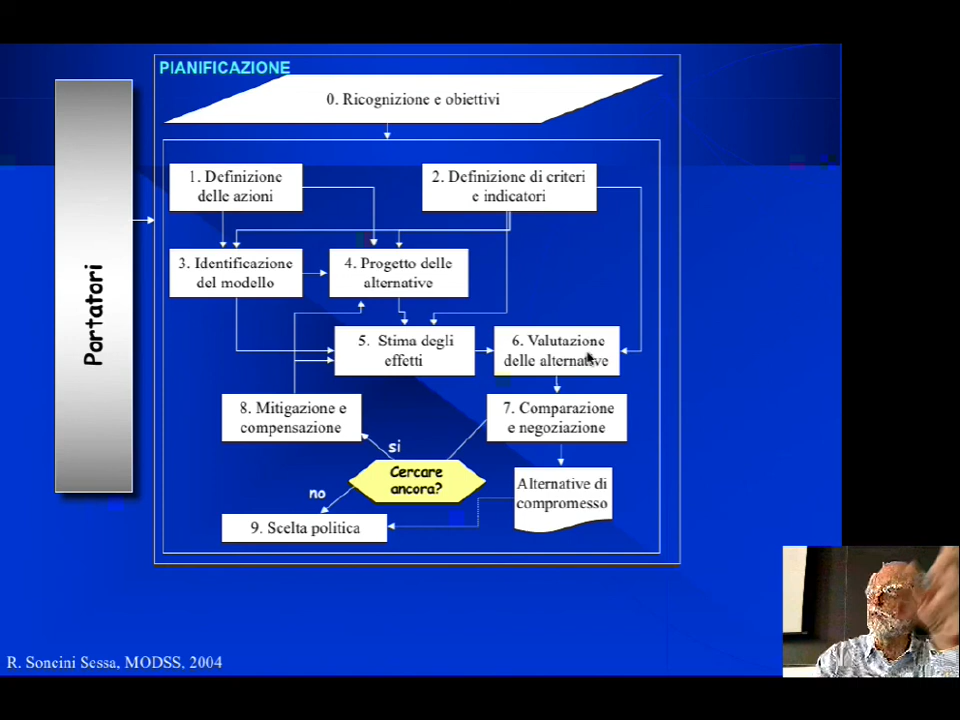 PIANIFICAZIONE
0. Ricognizione e obiettivi
1. Definizione
delle azioni
2. Definizione di criteri
e indicatori
3. Identificazione
del modello
4. Progetto delle
alternative
Portatori
5. Stima degli
effetti
6. Valutazione
delle alternative
8. Mitigazione e
compensazione
7. Comparazione
e negoziazione
si
Cercare
ancora?
no
Alternative di
compromesso
9. Scelta politica
R. Soncini Sessa, MODSS, 2004